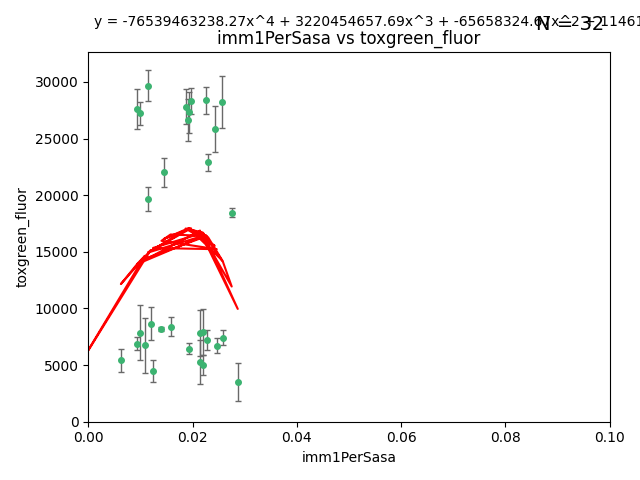 y = -76539463238.27x^4 + 3220454657.69x^3 + -65658324.
N = 32
imm1PerSasa vs toxgreen_fluor
toxgreen_fluor
30000
25000
20000
15000
10000
5000
0
0.00 0.02 0.04 0.06 0.08 0.10
imm1PerSasa